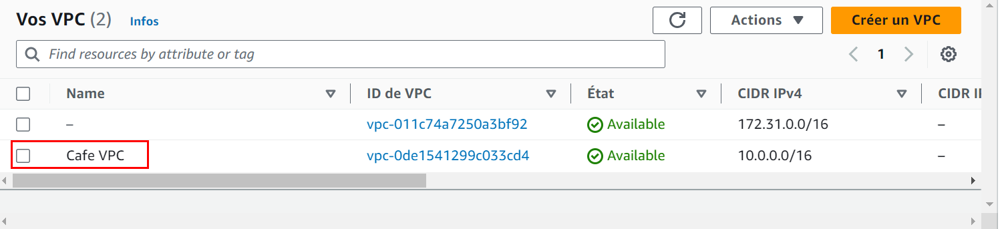 Vos VPC (2) Infos Actions Créer un VPC
Find resources by attribute or tag 1
Name ID de VPC État CIDR IPv4 CIDR II
– vpc-011c74a7250a3bf92 Available 172.31.0.0/16 –
Cafe VPC vpc-0de1541299c033cd4 Available 10.0.0.0/16 –